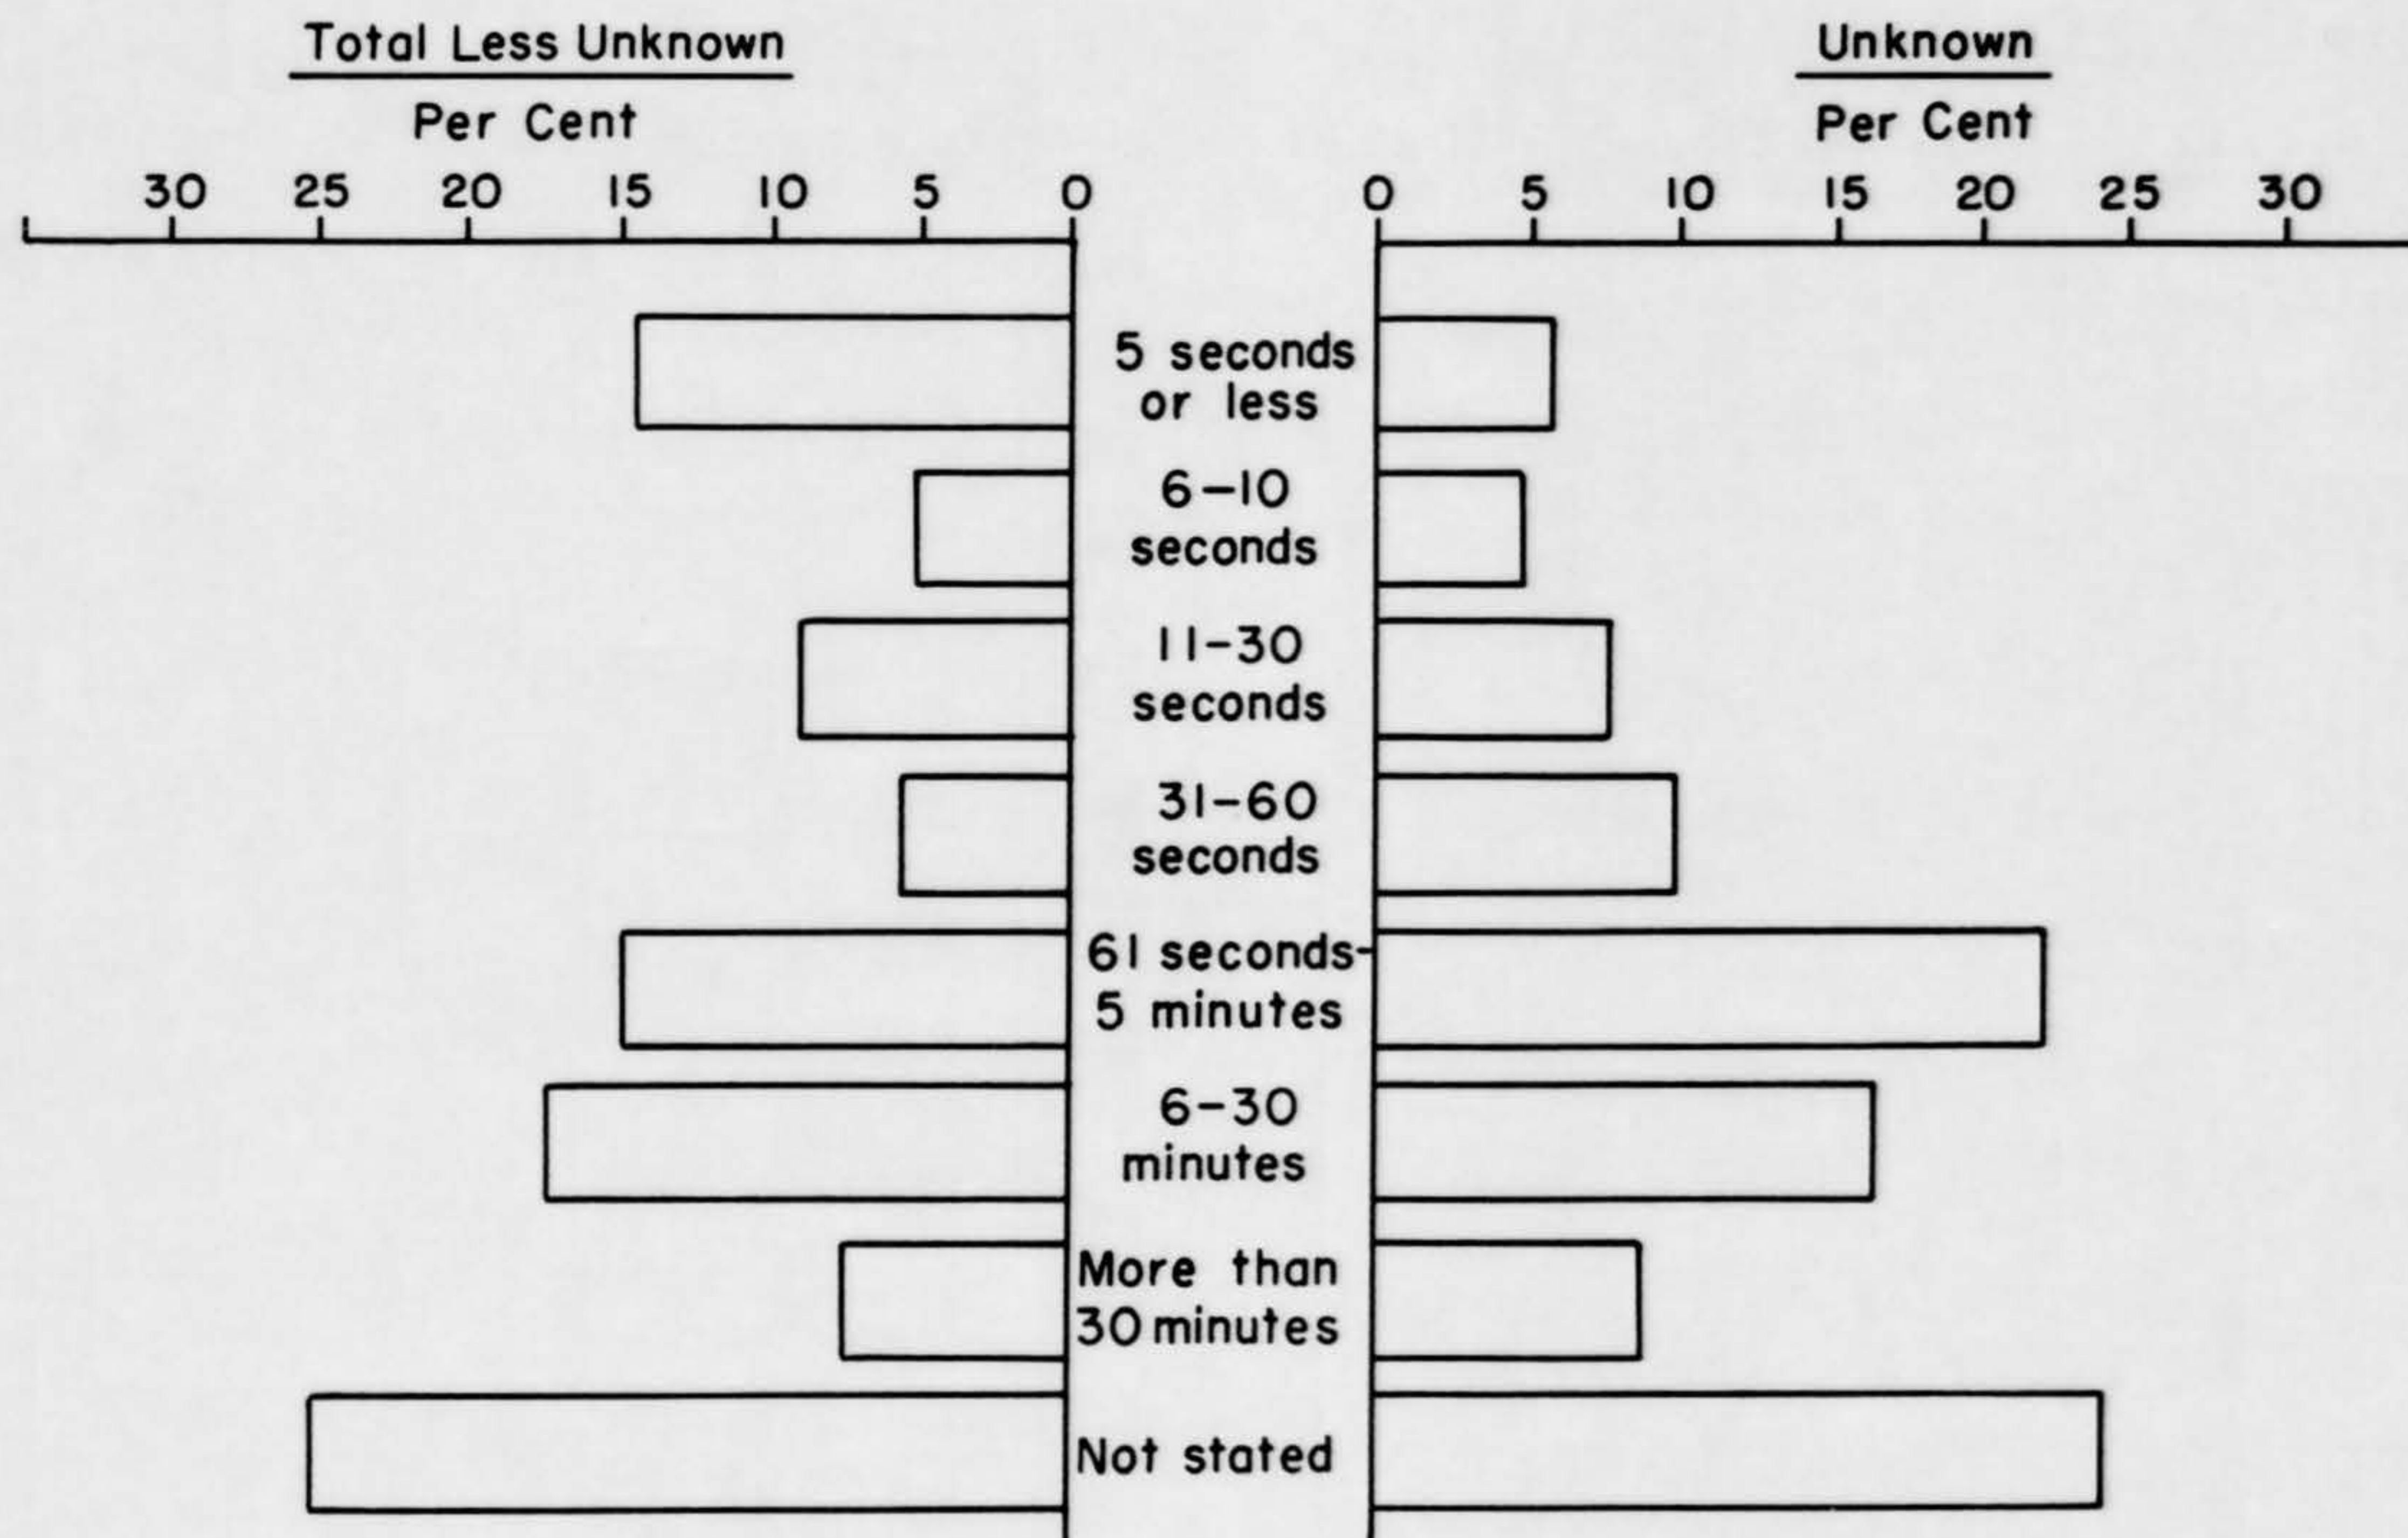 Total Less Unknown
Per Cent
30 25 20 15 10 5 0
Unknown
Per Cent
0 5 10 15 20 25 30
5 seconds
or less
6-10
seconds
11-30
seconds
31-60
seconds
61 seconds-
5 minutes
6-30
minutes
More than
30 minutes
Not stated